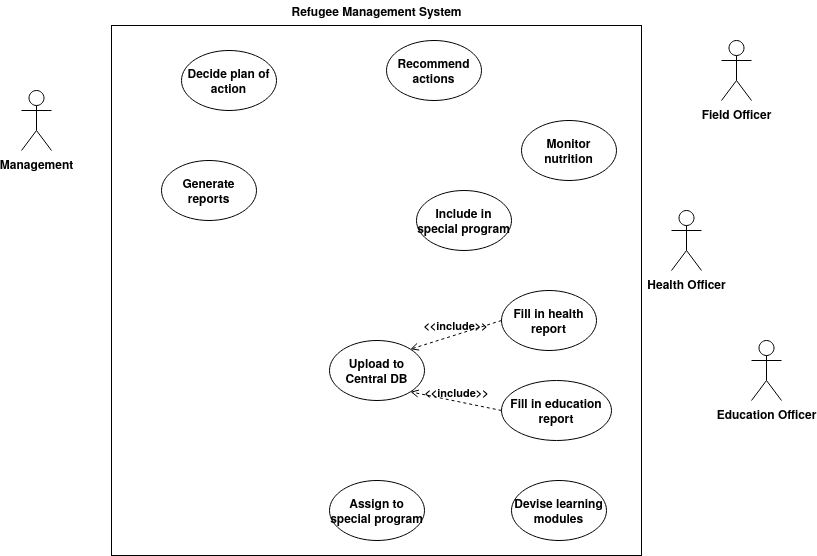 Refugee Management System
Recommend
actions
Decide plan of
action
Field Officer
Monitor
nutrition
Management
Generate
reports
Include in
special program
Health Officer
Fill in health
report
<<include>>
Upload to
Central DB
<<include>>
Fill in education
report
Education Officer
Assign to
special program
Devise learning
modules